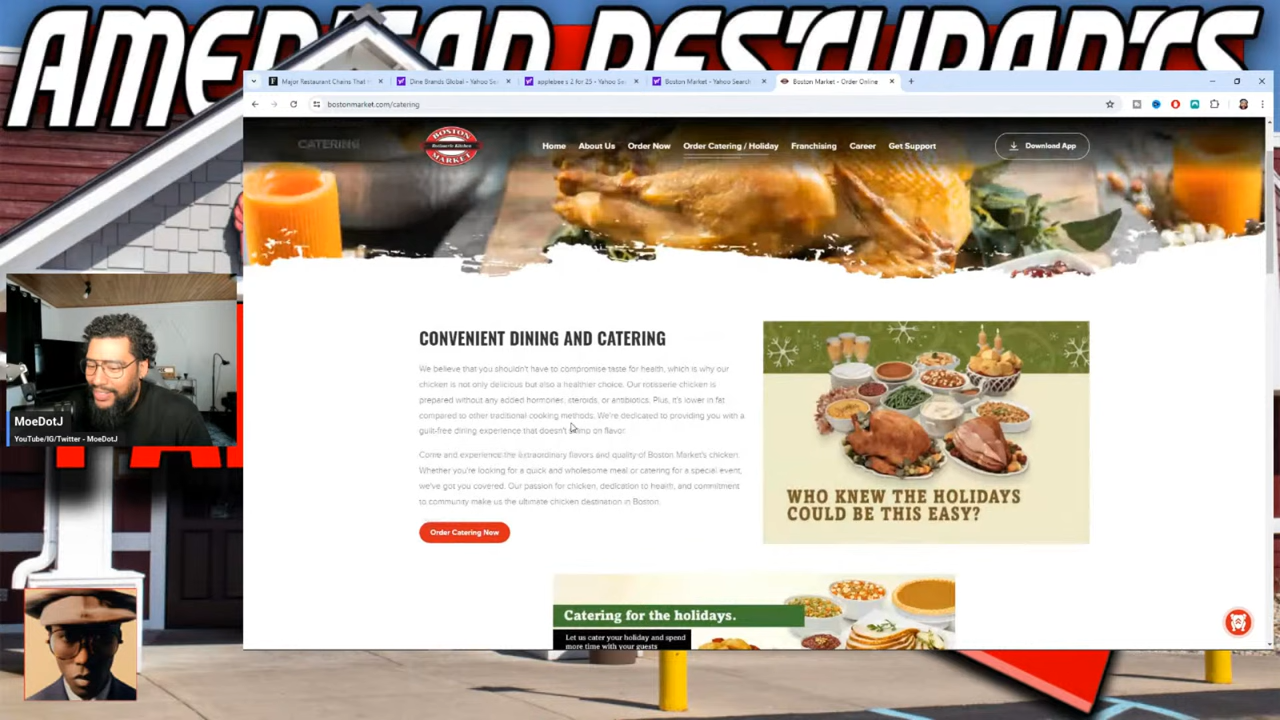 AMERICAN RESTURANTS
Major Restaurant Chains That
Dine Brands Global - Yahoo Sea
applebee s 2 for 25 - Yahoo Se
Boston Market - Yahoo Search
Boston Market - Order Online
bostonmarket.com/catering
CATERING
BOSTON
Rotisserie Kitchen
MARKET
Home
About Us
Order Now
Order Catering / Holiday
Franchising
Career
Get Support
Download App
CONVENIENT DINING AND CATERING
We believe that you shouldn't have to compromise taste for health, which is why our
chicken is not only delicious but also a healthier choice. Our rotisserie chicken is
prepared without any added hormones, steroids, or antibiotics. Plus, it's lower in fat
compared to other traditional cooking methods. We're dedicated to providing you with a
guilt-free dining experience that doesn't skimp on flavor.
Come and experience the extraordinary flavors and quality of Boston Market's chicken.
Whether you're looking for a quick and wholesome meal or catering for a special event,
we've got you covered. Our passion for chicken, dedication to health, and commitment
to community make us the ultimate chicken destination in Boston.
Order Catering Now
WHO KNEW THE HOLIDAYS
COULD BE THIS EASY?
Catering for the holidays.
Let us cater your holiday and spend
more time with your guests
MoeDotJ
YouTube/IG/Twitter - MoeDotJ